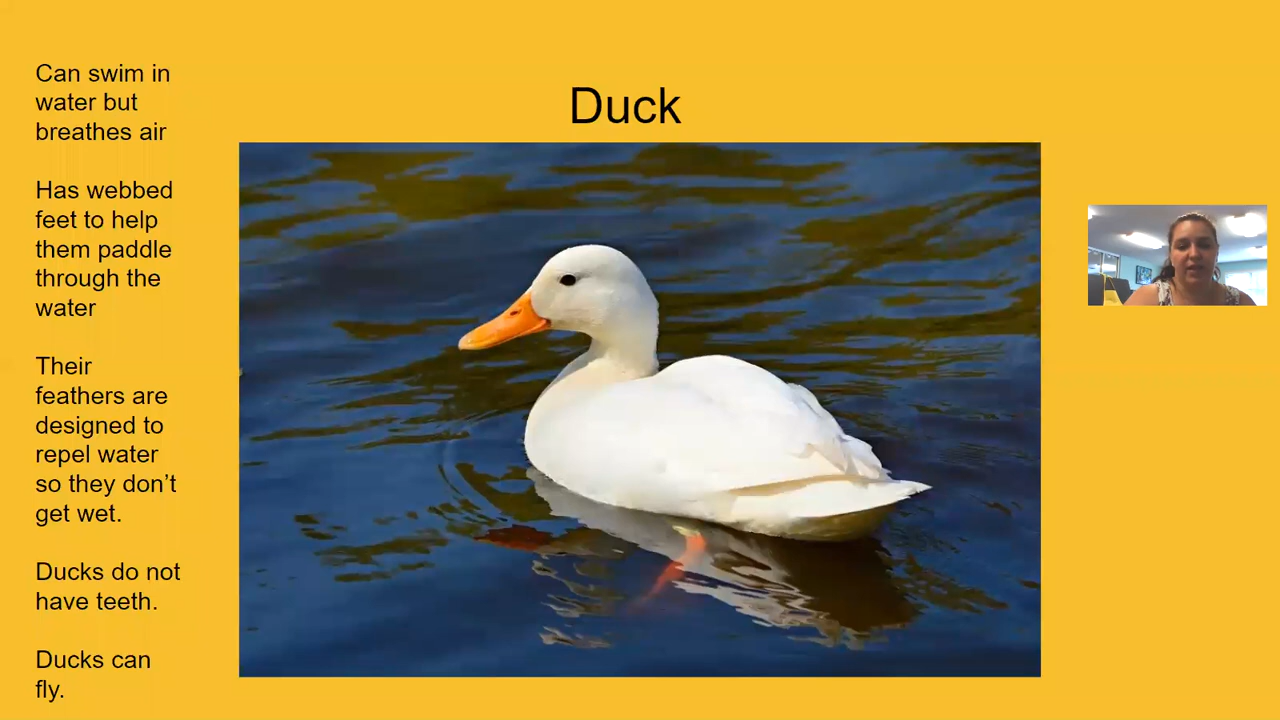 Duck
Can swim in
water but
breathes air
Has webbed
feet to help
them paddle
through the
water
Their
feathers are
designed to
repel water
so they don’t
get wet.
Ducks do not
have teeth.
Ducks can
fly.